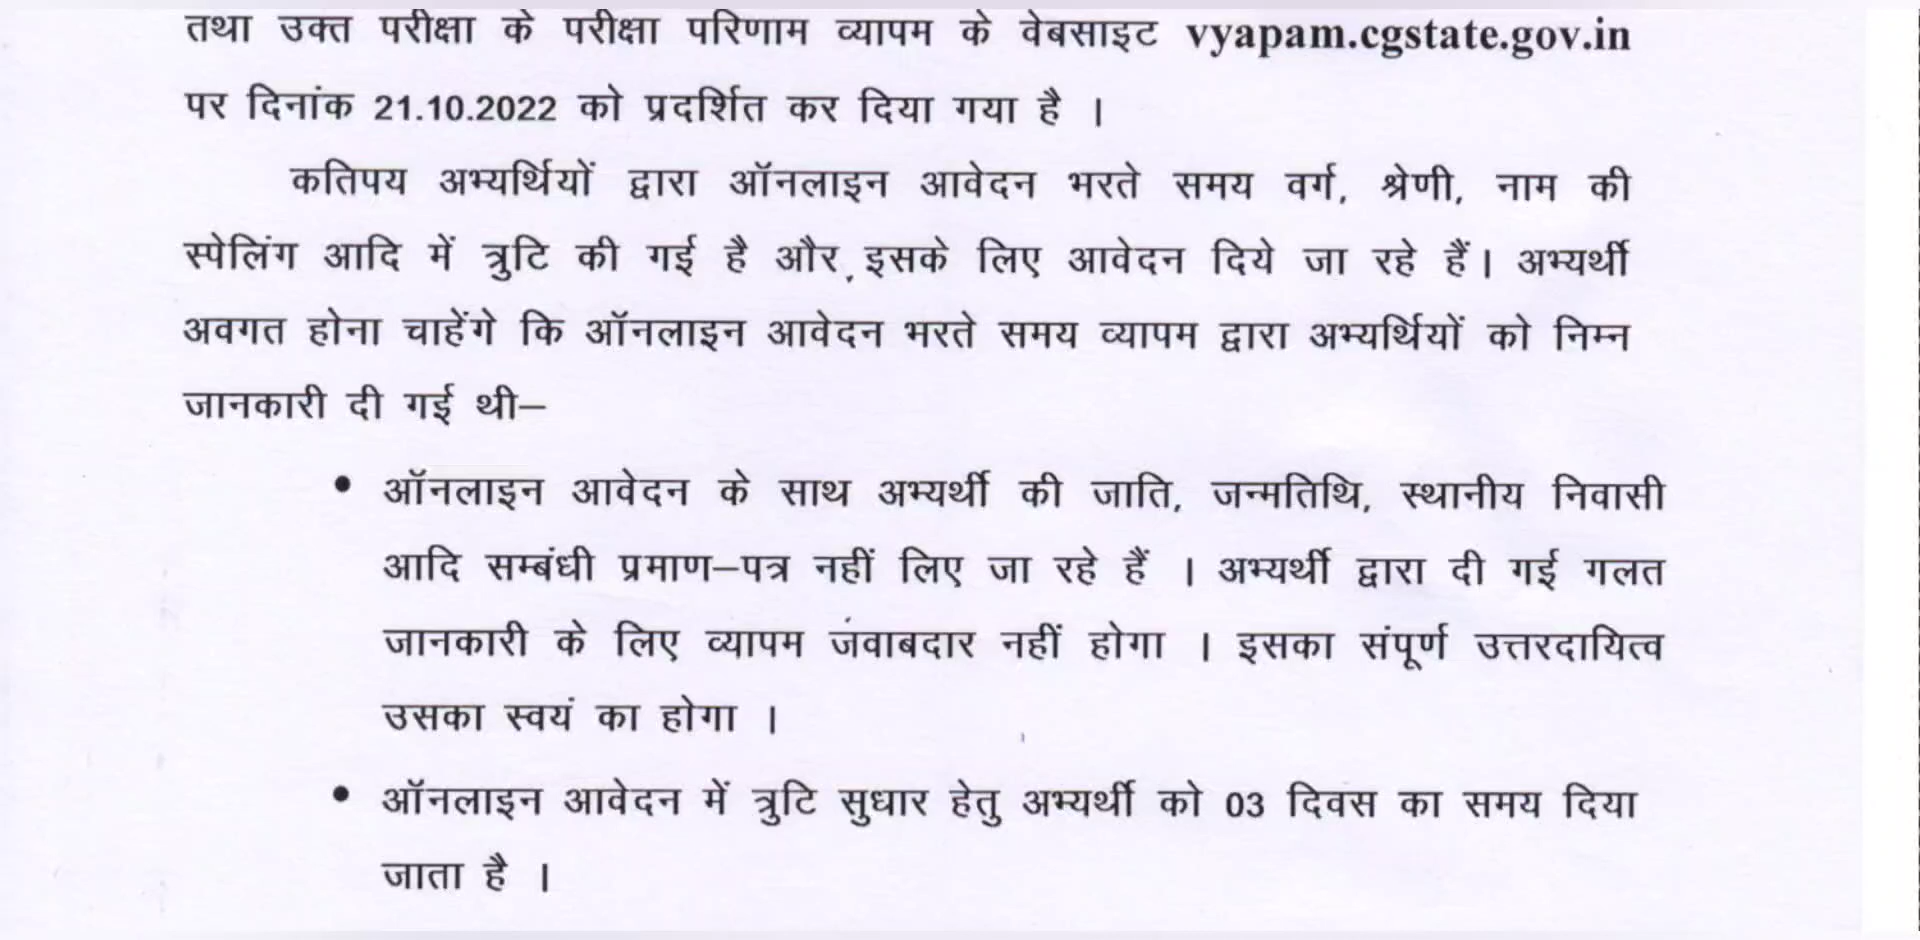 तथा उक्त परीक्षा के परीक्षा परिणाम व्यापम के वेबसाइट vyapam.cgstate.gov.in
पर दिनांक 21.10.2022 को प्रदर्शित कर दिया गया है ।
कतिपय अभ्यर्थियों द्वारा ऑनलाइन आवेदन भरते समय वर्ग, श्रेणी, नाम की
स्पेलिंग आदि में त्रुटि की गई है और इसके लिए आवेदन दिये जा रहे हैं। अभ्यर्थी
अवगत होना चाहेंगे कि ऑनलाइन आवेदन भरते समय व्यापम द्वारा अभ्यर्थियों को निम्न
जानकारी दी गई थी–
• ऑनलाइन आवेदन के साथ अभ्यर्थी की जाति, जन्मतिथि, स्थानीय निवासी
आदि सम्बंधी प्रमाण–पत्र नहीं लिए जा रहे हैं । अभ्यर्थी द्वारा दी गई गलत
जानकारी के लिए व्यापम जवाबदार नहीं होगा । इसका संपूर्ण उत्तरदायित्व
उसका स्वयं का होगा ।
• ऑनलाइन आवेदन में त्रुटि सुधार हेतु अभ्यर्थी को 03 दिवस का समय दिया
जाता है ।